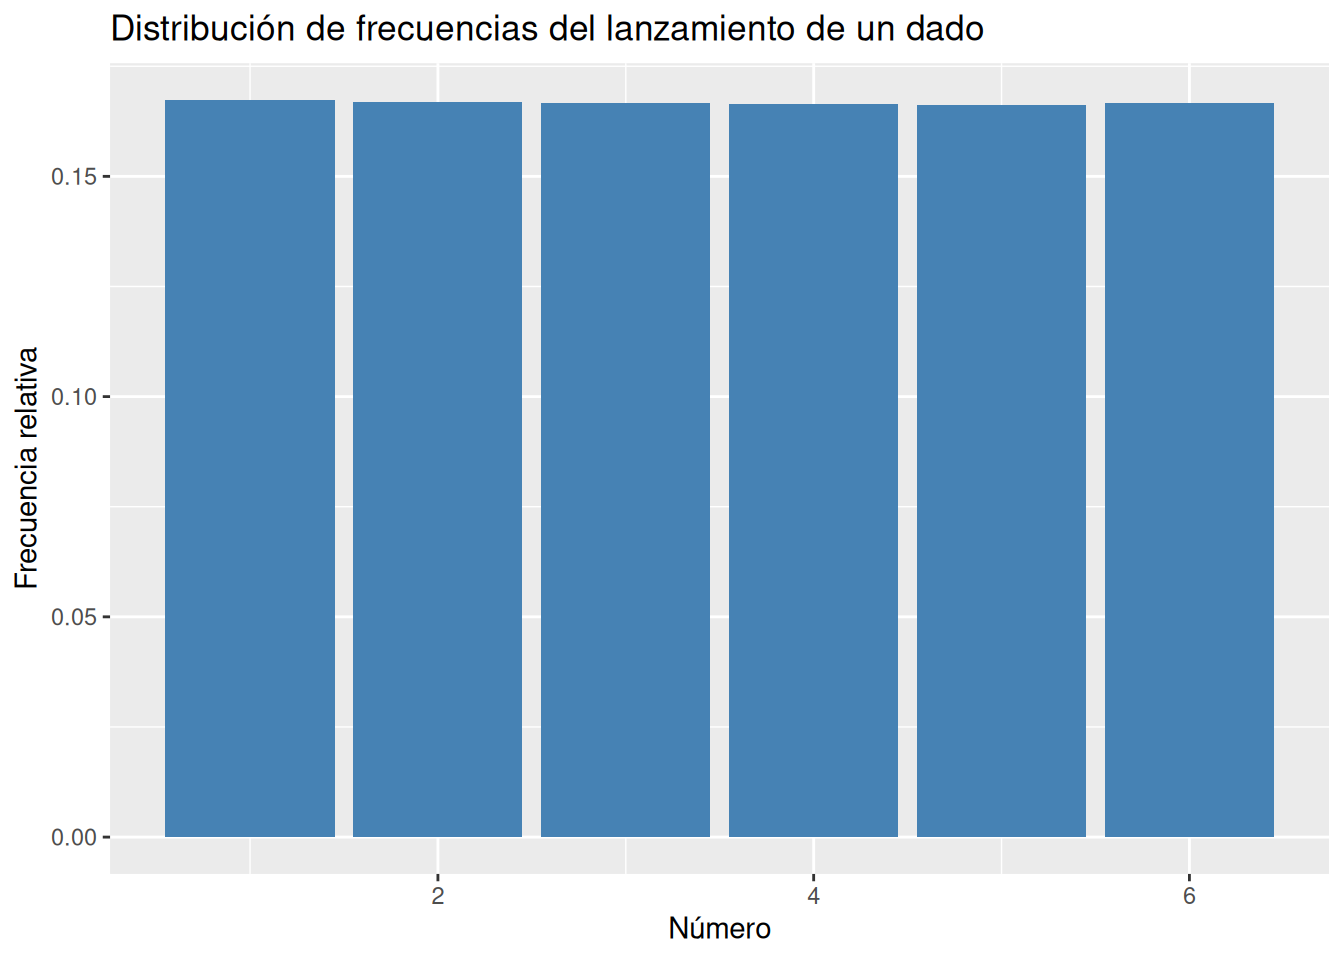 Distribución de frecuencias del lanzamiento de un dado
Frecuencia relativa
0.15
0.10
0.05
0.00
2 4 6
Número